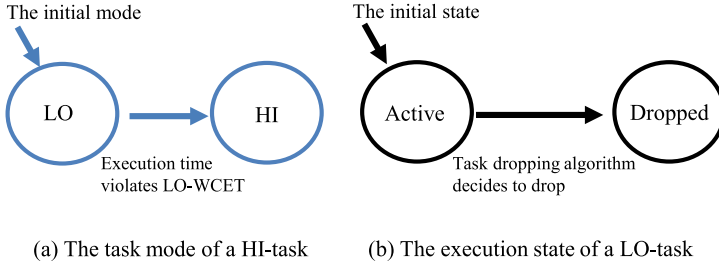 The initial mode
LO
HI
Execution time
violates LO-WCET
(a) The task mode of a HI-task
The initial state
Active
Dropped
Task dropping algorithm
decides to drop
(b) The execution state of a LO-task